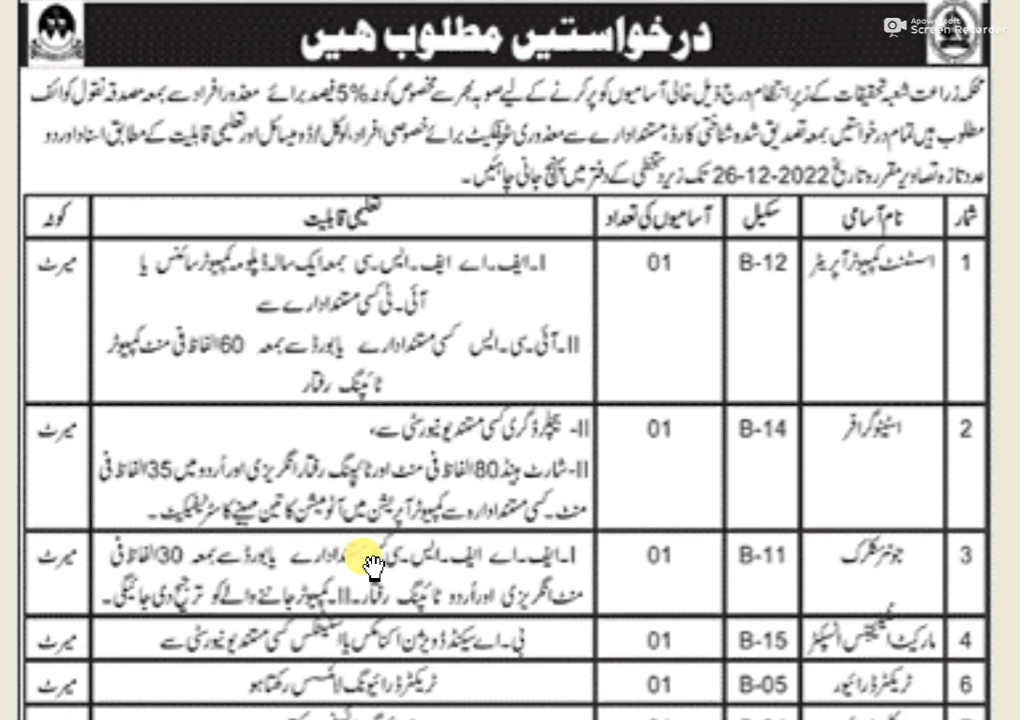 درخواستیں مطلوب ھیں
Apowersoft
Screen Recorder
محکمہ زراعت شعبہ تحقیقات کے زیر انتظام درج ذیل خالی آسامیوں کو پر کرنے کے لیے صوبہ بھر سے مخصوص کوٹہ %5 فیصد برائے معذور افراد سے بمعہ مصدقہ نقول کوائف
مطلوب ہیں تمام درخواستیں بمعہ تصدیق شدہ شناختی کارڈ، مستند ادارے سے معذوری سرٹیفکیٹ برائے خصوصی افراد، لوکل/ڈومیسائل اور تعلیمی قابلیت کے مطابق اسناد اور دو
عدد تازہ تصاویر مقررہ تاریخ 26-12-2022 تک زیر دستخطی کے دفتر میں پہنچ جانی چاہئیں۔
شمار نام آسامی سکیل آسامیوں کی تعداد تعلیمی قابلیت کوٹہ
1 اسسٹنٹ کمپیوٹر آپریٹر B-12 01 I۔ایف۔اے ایف۔ایس۔سی بمعہ ایک سالہ ڈپلومہ کمپیوٹر سائنس یا میرٹ
آئی۔ٹی کسی مستند ادارے سے
II۔آئی۔سی۔ایس کسی مستند ادارے یا بورڈ سے بمعہ 60 الفاظ فی منٹ کمپیوٹر
ٹائپنگ رفتار
2 اسٹینوگرافر B-14 01 II- بیچلر ڈگری کسی مستند یونیورسٹی سے، میرٹ
II-شارٹ ہینڈ 80 الفاظ فی منٹ اور ٹائپنگ رفتار انگریزی اور اُردو میں 35 الفاظ فی
منٹ۔ کسی مستند ادارہ سے کمپیوٹر آپریشن میں آٹومیشن کا تین مہینے کا سرٹیفکیٹ۔
3 جونئیر کلرک B-11 01 I۔ایف۔اے ایف۔ایس۔سی ادارے یا بورڈ سے بمعہ 30 الفاظ فی میرٹ
منٹ انگریزی اور اُردو ٹائپنگ رفتار۔II۔کمپیوٹر جاننے والے کو ترجیح دی جائیگی۔
4 مارکیٹ انٹیلیجنس انسپکٹر B-15 01 بی۔اے سیکنڈ ڈویژن اکنامکس یا اسٹیٹکس کسی مستند یونیورسٹی سے میرٹ
6 ٹریکٹر ڈرائیور B-05 01 ٹریکٹر ڈرائیونگ لائسنس رکھتا ہو میرٹ